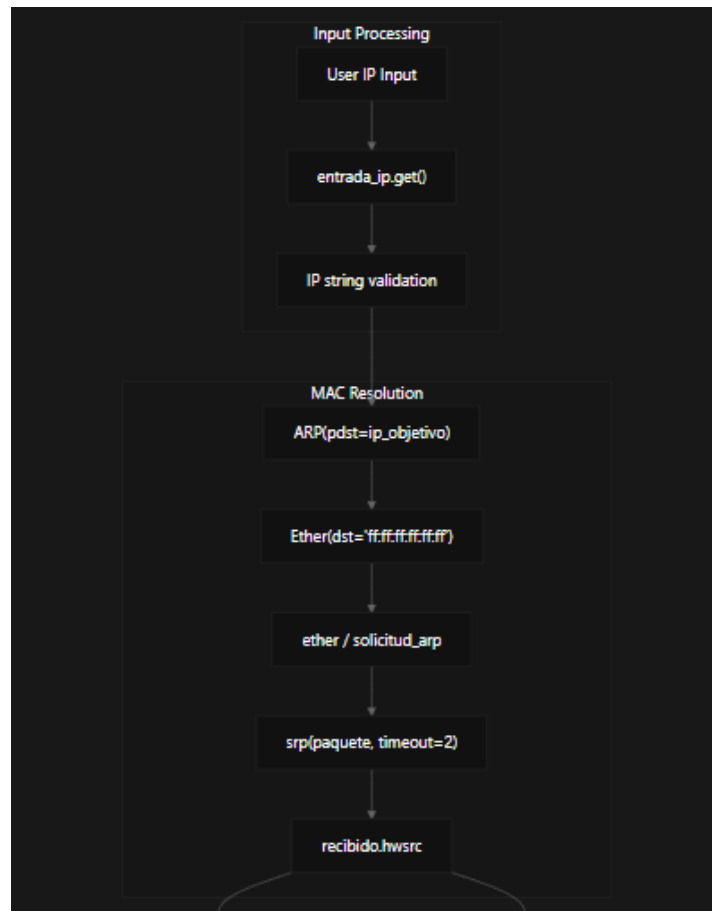 Input Processing
User IP Input
entrada_ip.get()
IP string validation
MAC Resolution
ARP(pdst=ip_objetivo)
Ether(dst='ff:ff:ff:ff:ff:ff')
ether / solicitud_arp
srp(paquete, timeout=2)
recibido.hwsrc